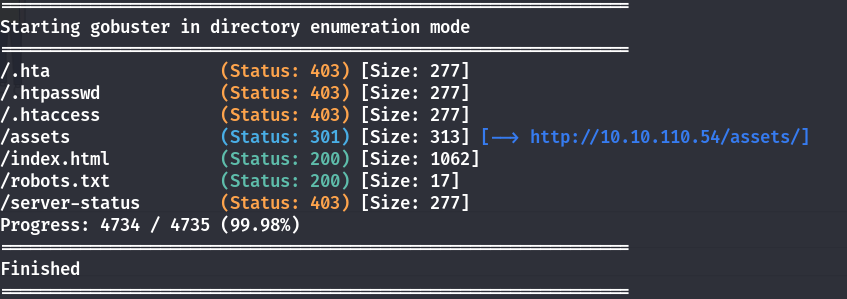 ===============================================================
Starting gobuster in directory enumeration mode
===============================================================
/.hta                 (Status: 403) [Size: 277]
/.htpasswd            (Status: 403) [Size: 277]
/.htaccess            (Status: 403) [Size: 277]
/assets               (Status: 301) [Size: 313] [--> http://10.10.110.54/assets/]
/index.html           (Status: 200) [Size: 1062]
/robots.txt           (Status: 200) [Size: 17]
/server-status        (Status: 403) [Size: 277]
Progress: 4734 / 4735 (99.98%)
===============================================================
Finished
===============================================================